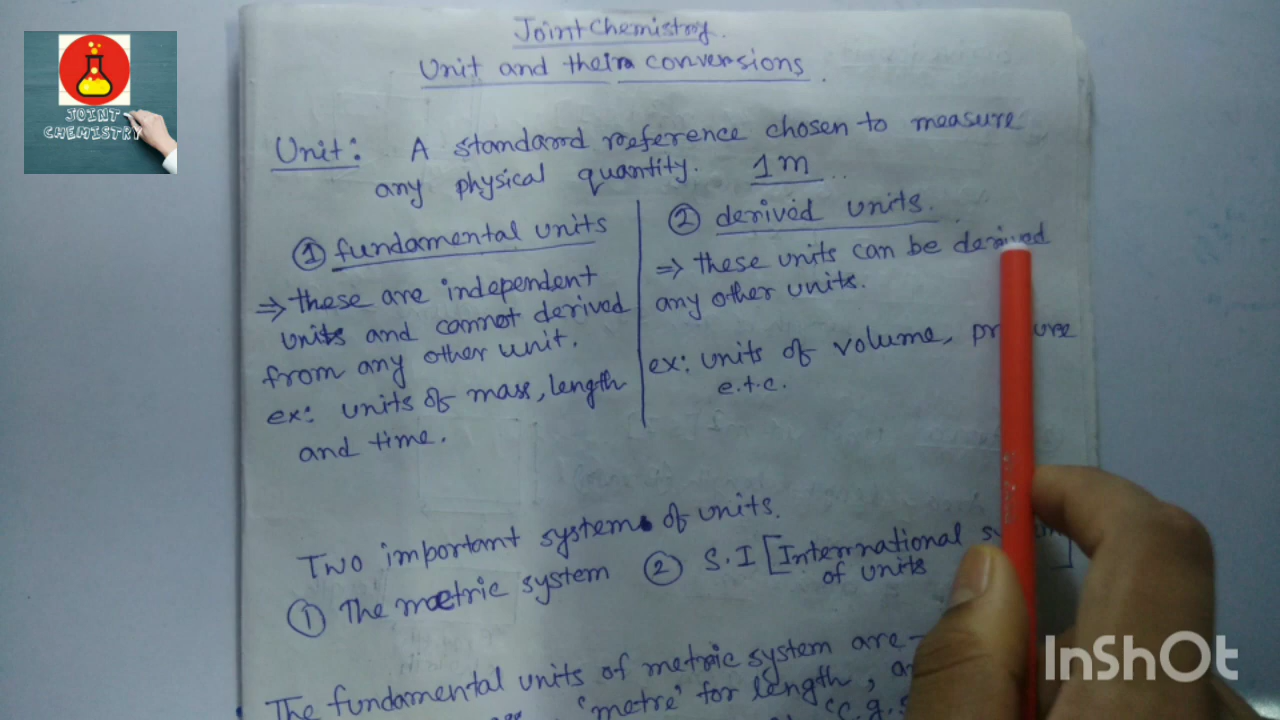 JOINT
CHEMISTRY
Joint Chemistry.
Unit and their conversions.
Unit: A standard reference chosen to measure
any physical quantity. 1m
① fundamental units
⇒ these are independent
units and cannot derived
from any other unit.
ex: units of mass, length
and time.
② derived units.
⇒ these units can be derived
any other units.
ex: units of volume,
e.t.c.
Two important system of units.
① The metric system ② S.I [International
of units]
The fundamental units of metric system are-
'metre' for length,
InShOt